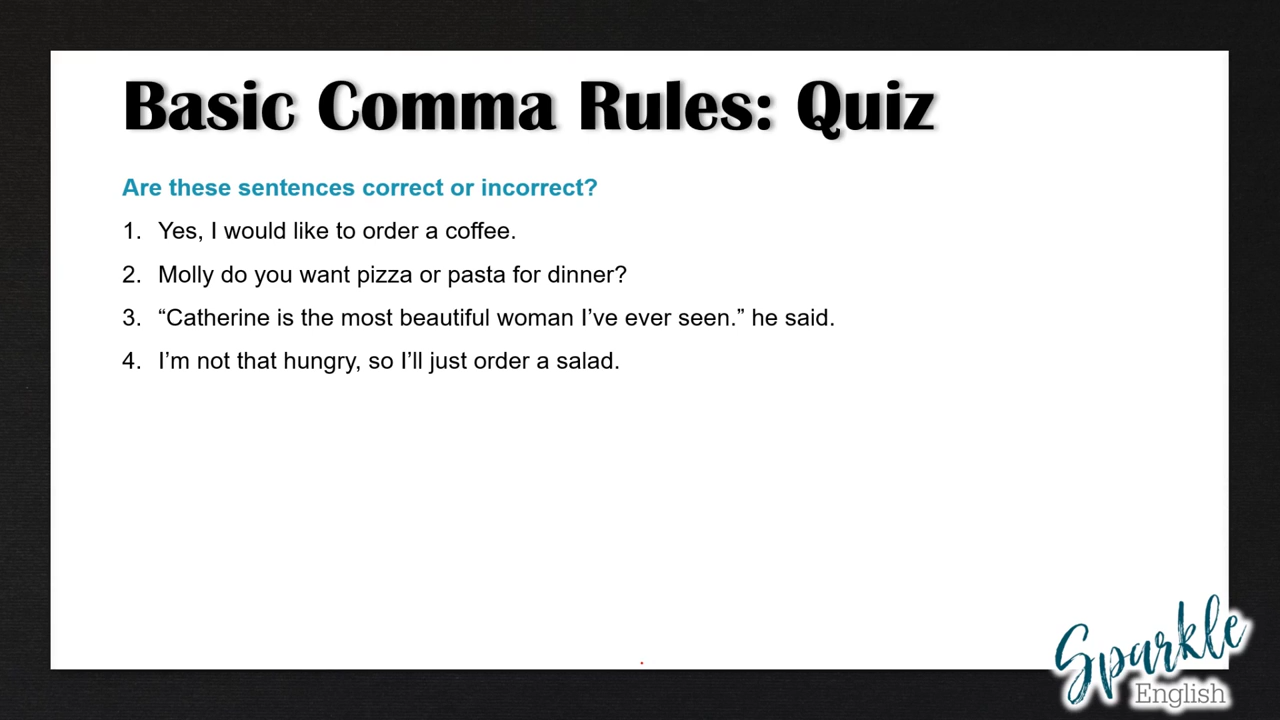 Basic Comma Rules: Quiz
Are these sentences correct or incorrect?
1. Yes, I would like to order a coffee.
2. Molly do you want pizza or pasta for dinner?
3. “Catherine is the most beautiful woman I’ve ever seen.” he said.
4. I’m not that hungry, so I’ll just order a salad.
Sparkle
English